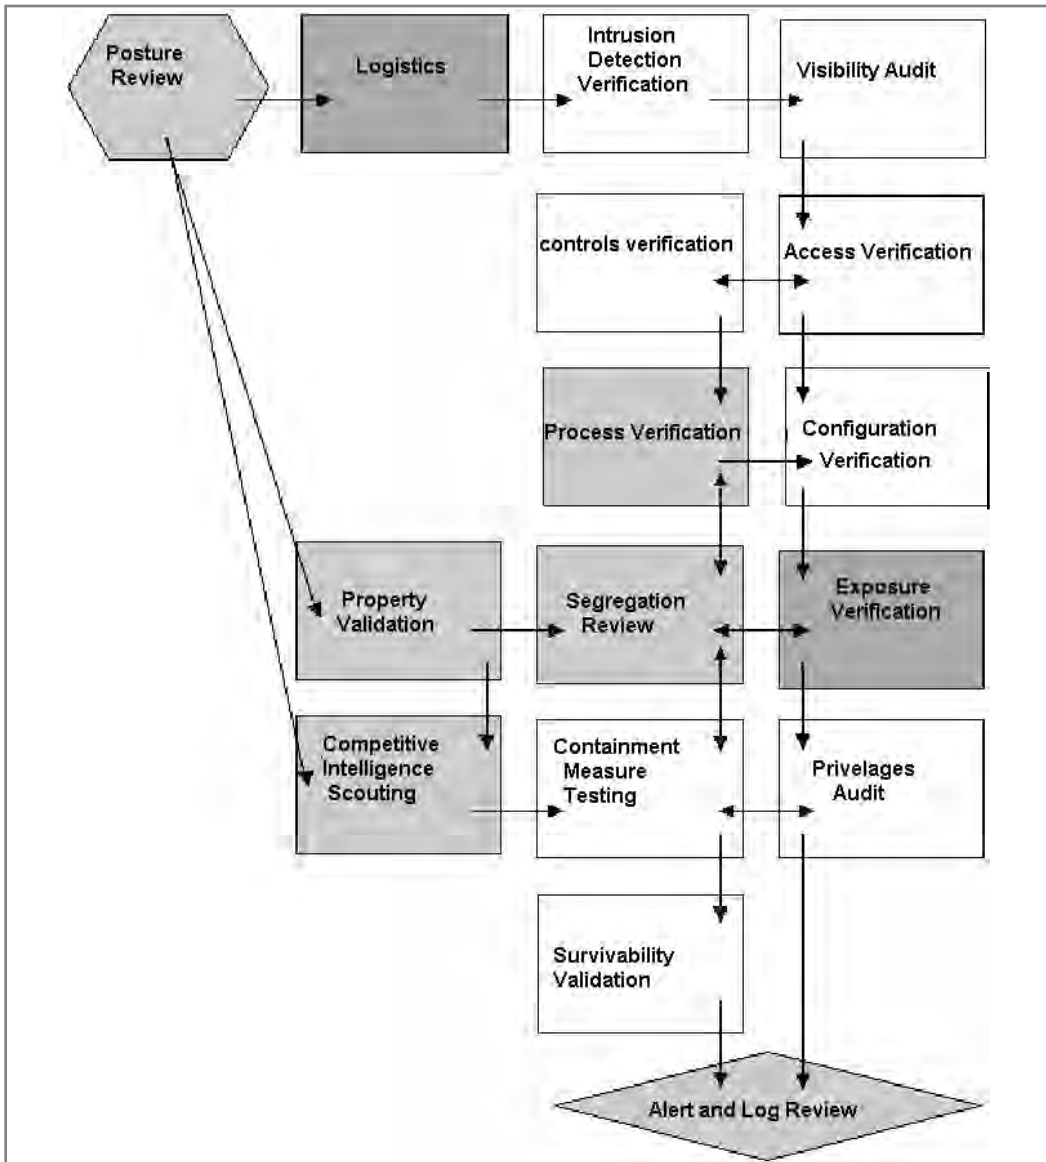 Posture
Review
Logistics
Intrusion
Detection
Verification
Visibility Audit
controls verification
Access Verification
Process Verification
Configuration
Verification
Property
Validation
Segregation
Review
Exposure
Verification
Competitive
Intelligence
Scouting
Containment
Measure
Testing
Privelages
Audit
Survivability
Validation
Alert and Log Review